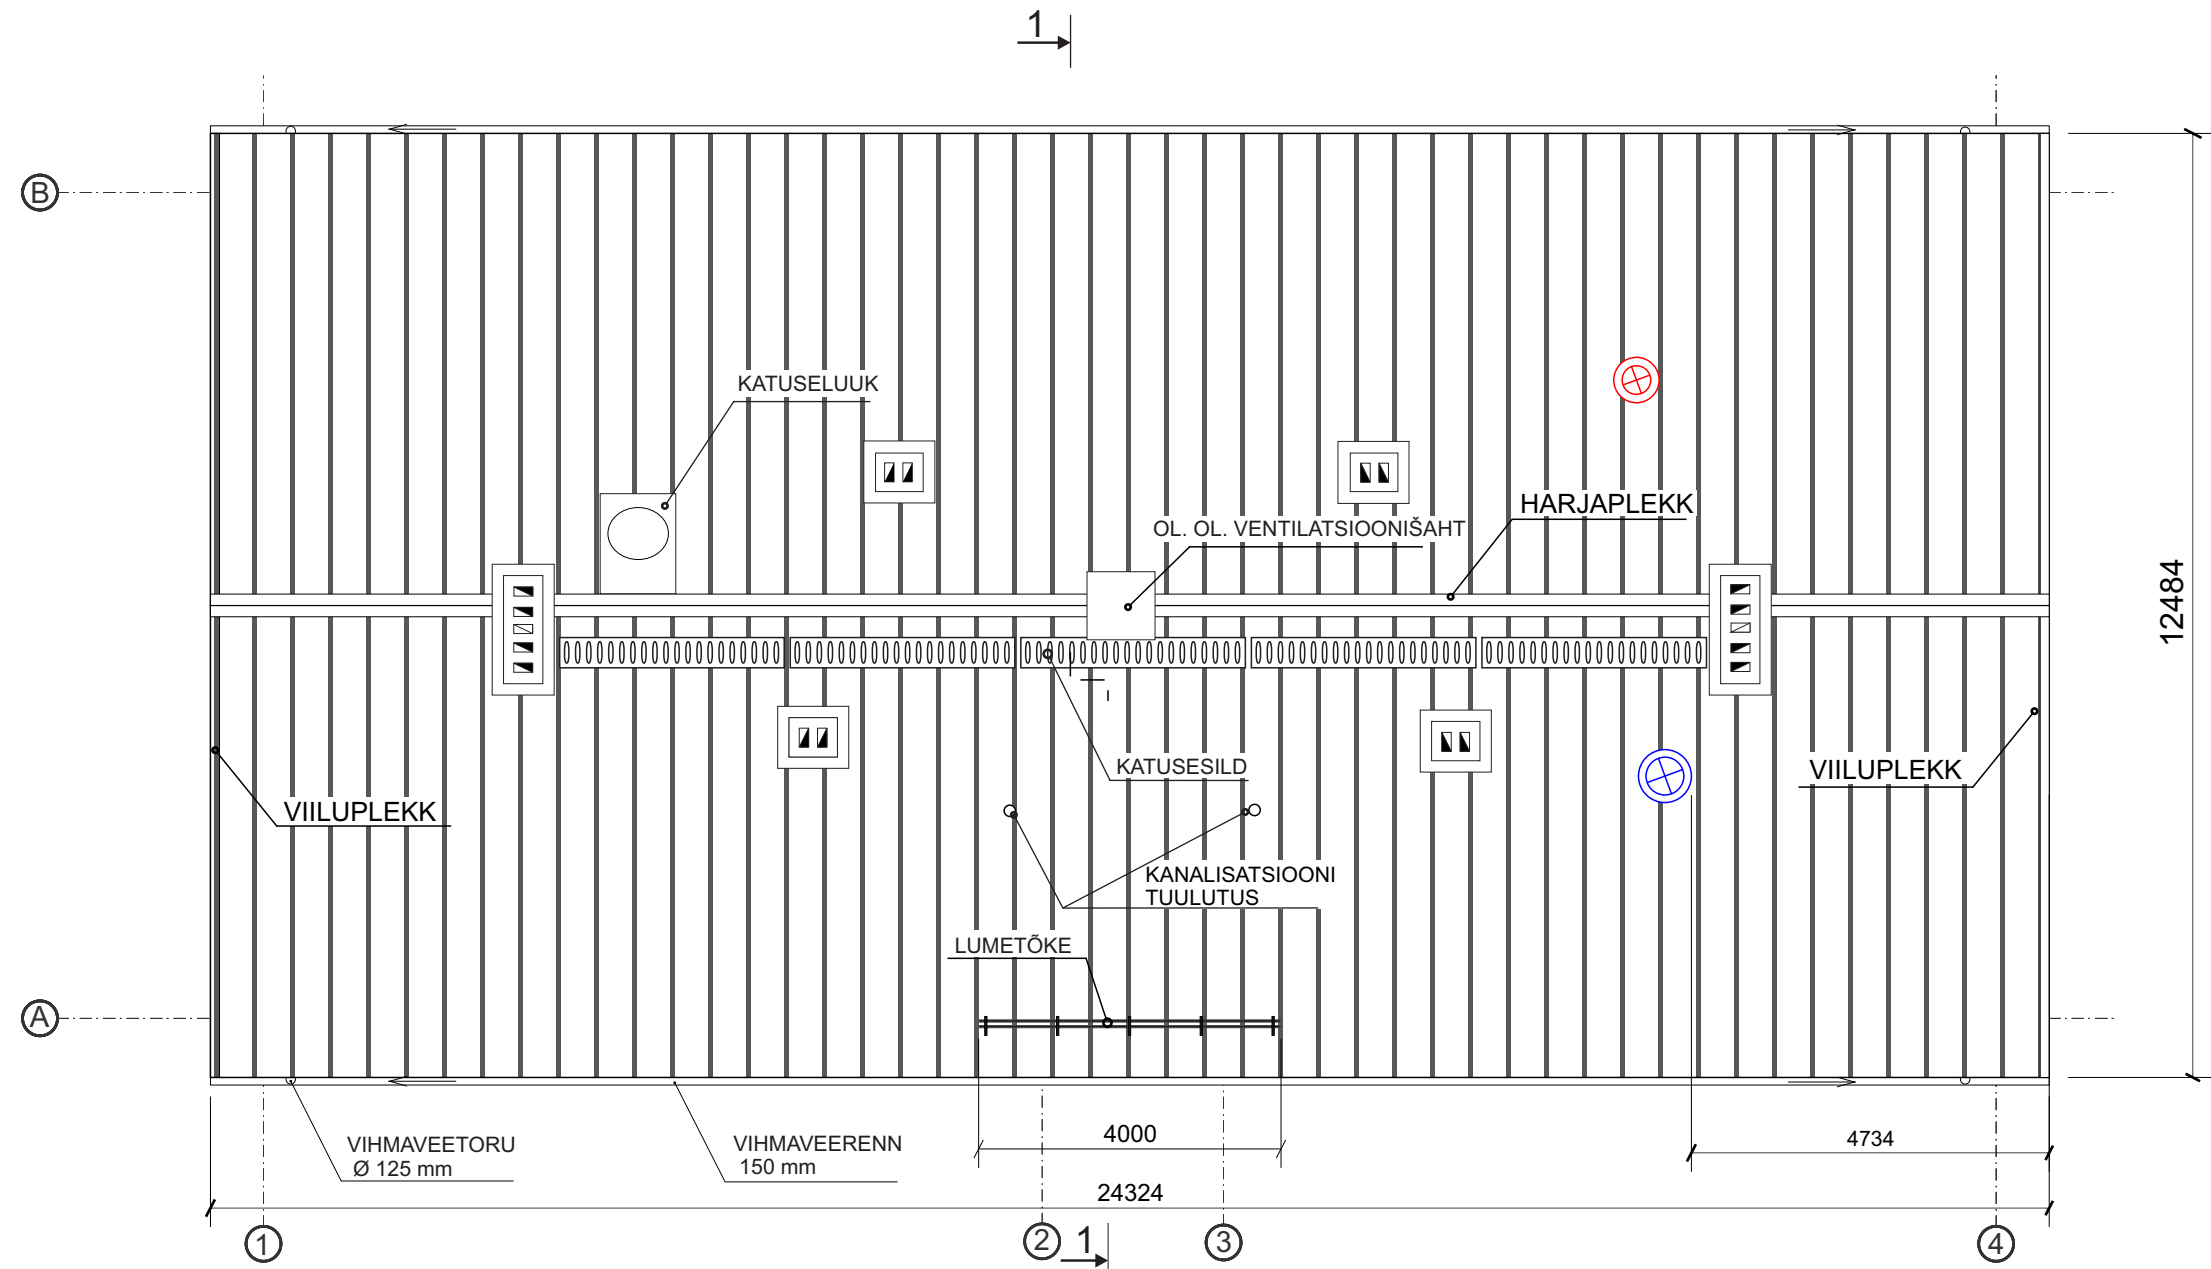 1
B
KATUSELUUK
HARJAPLEKK
OL. OL. VENTILATSIOONIŠAHT
12484
KATUSESILD
VIILUPLEKK
VIILUPLEKK
KANALISATSIOONI
TUULUTUS
LUMETÕKE
A
VIHMAVEETORU
Ø 125 mm
VIHMAVEERENN
150 mm
4000
4734
24324
1
2
1
3
4